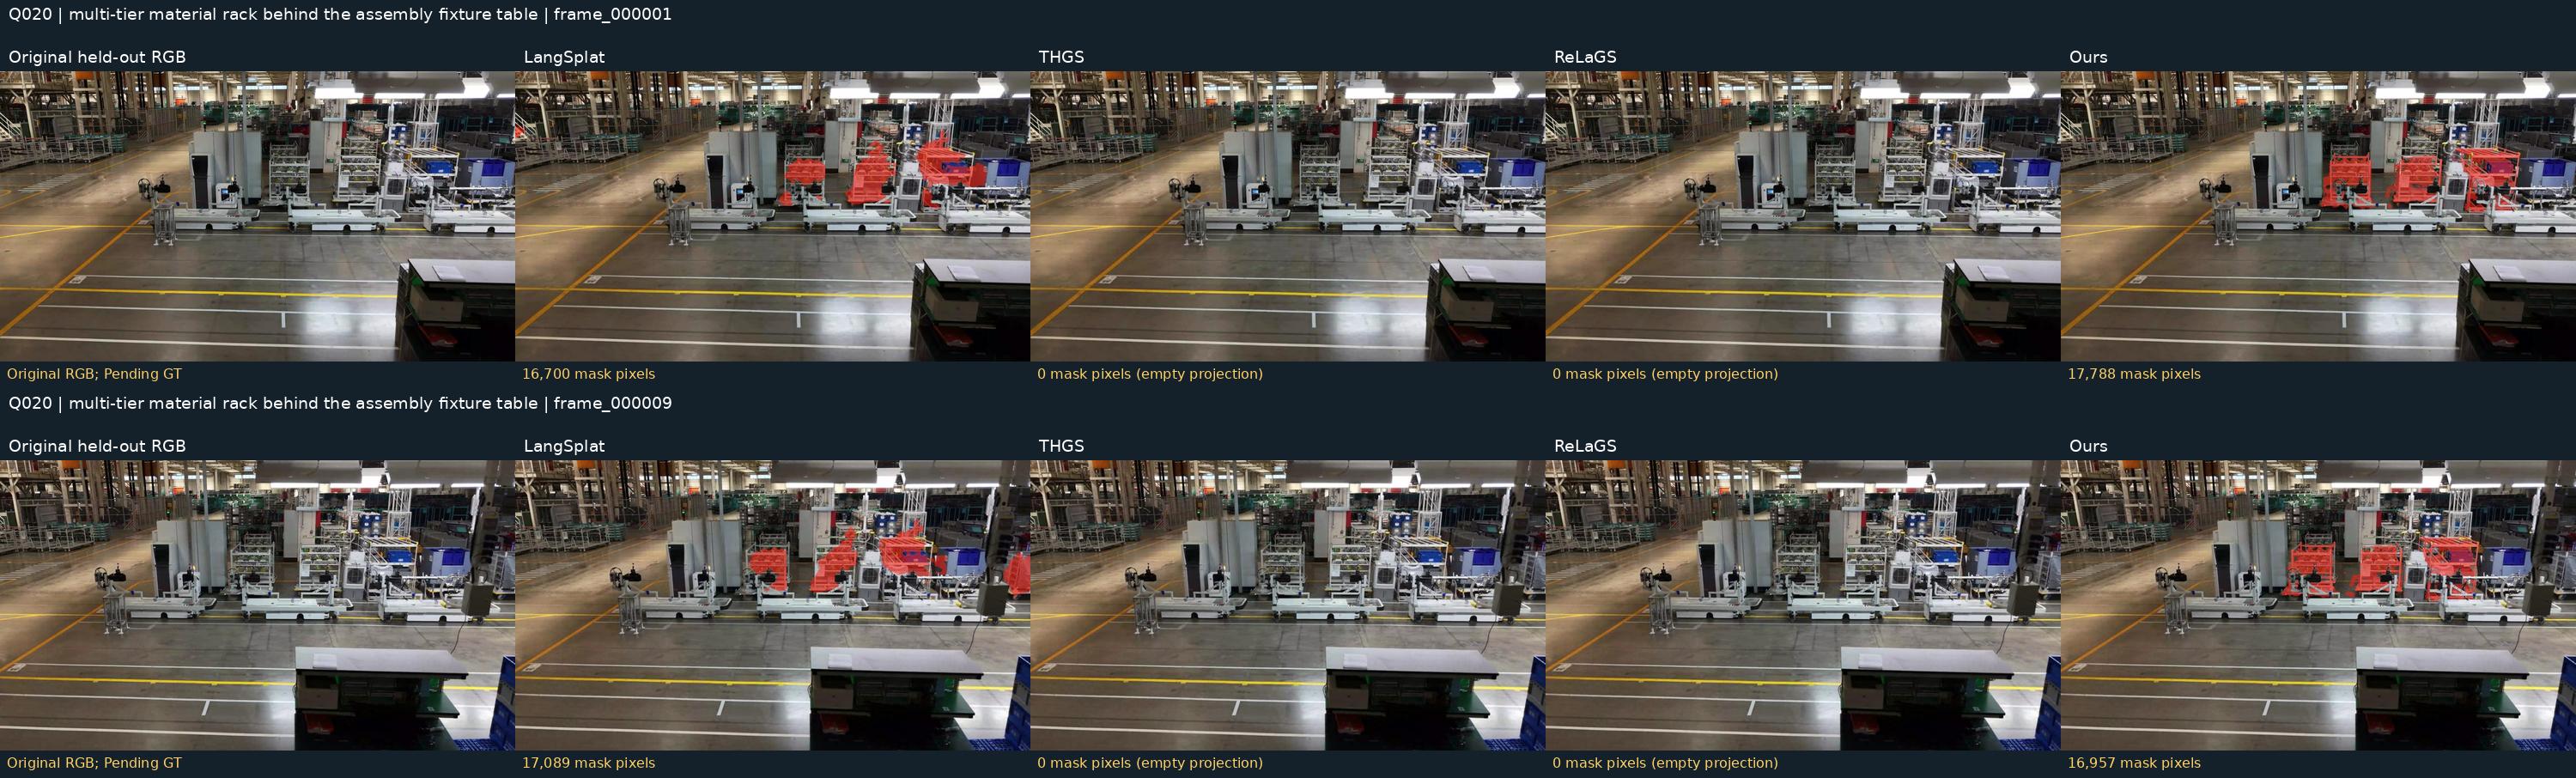 Q020 | multi-tier material rack behind the assembly fixture table | frame_000001
Original held-out RGB
LangSplat
THGS
ReLaGS
Ours
Original RGB; Pending GT
16,700 mask pixels
0 mask pixels (empty projection)
0 mask pixels (empty projection)
17,788 mask pixels
Q020 | multi-tier material rack behind the assembly fixture table | frame_000009
Original held-out RGB
LangSplat
THGS
ReLaGS
Ours
Original RGB; Pending GT
17,089 mask pixels
0 mask pixels (empty projection)
0 mask pixels (empty projection)
16,957 mask pixels